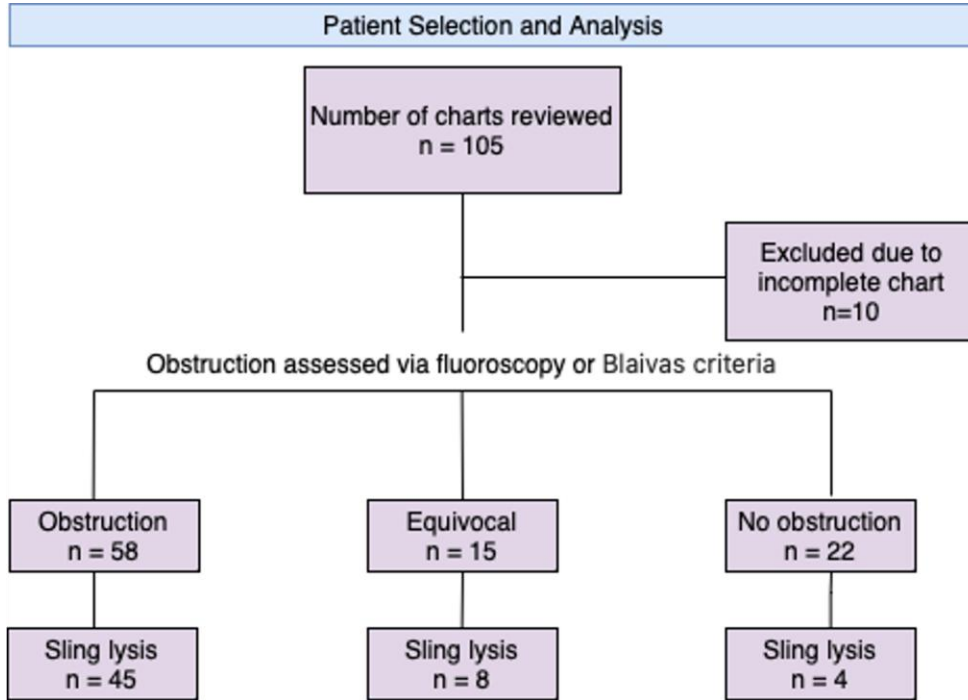 Patient Selection and Analysis
Number of charts reviewed
n = 105
Excluded due to
incomplete chart
n=10
Obstruction assessed via fluoroscopy or Blaivas criteria
Obstruction
n = 58
Equivocal
n = 15
No obstruction
n = 22
Sling lysis
n = 45
Sling lysis
n = 8
Sling lysis
n = 4